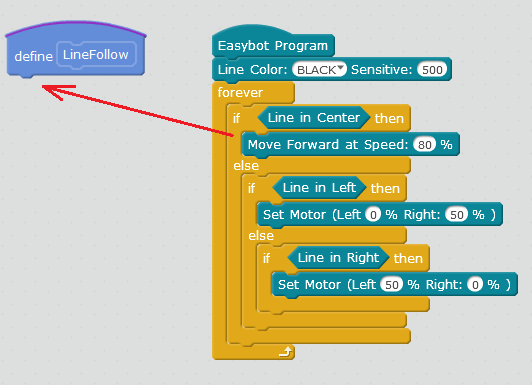 define LineFollow
Easybot Program
Line Color: BLACK Sensitive: 500
forever
if Line in Center then
Move Forward at Speed: 80 %
else
if Line in Left then
Set Motor (Left 0 % Right: 50 % )
else
if Line in Right then
Set Motor (Left 50 % Right: 0 % )